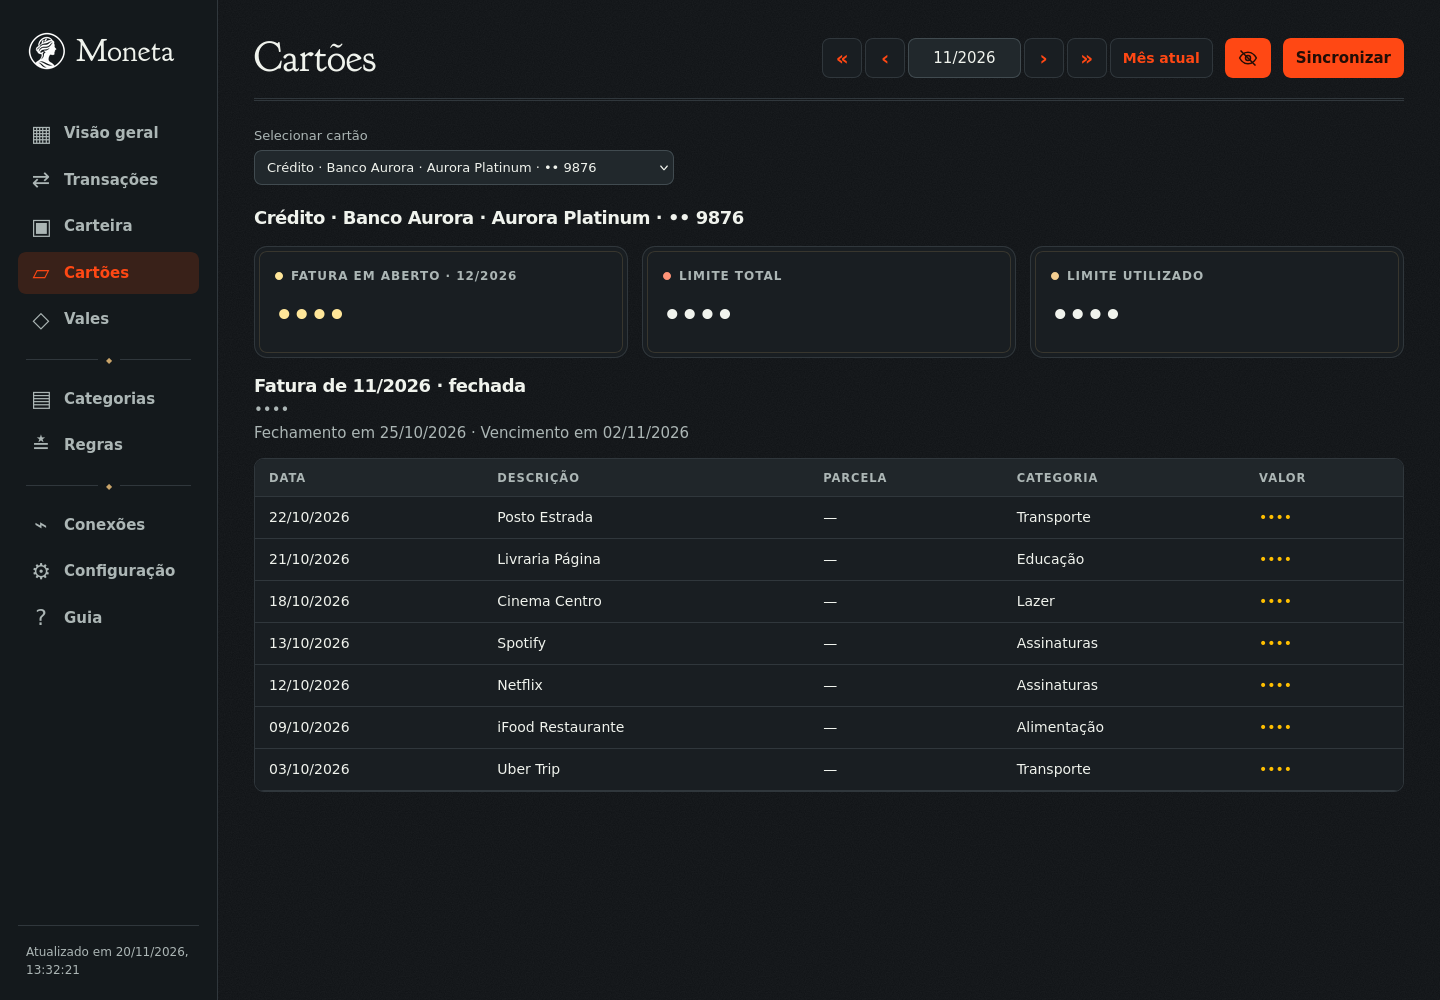 Moneta
Visão geral
Transações
Carteira
Cartões
Vales
Categorias
Regras
Conexões
Configuração
? Guia
Atualizado em 20/11/2026,
13:32:21
Cartões
« ‹ 11/2026 › » Mês atual Sincronizar
Selecionar cartão
Crédito · Banco Aurora · Aurora Platinum · •• 9876
Crédito · Banco Aurora · Aurora Platinum · •• 9876
FATURA EM ABERTO · 12/2026
••••
LIMITE TOTAL
••••
LIMITE UTILIZADO
••••
Fatura de 11/2026 · fechada
••••
Fechamento em 25/10/2026 · Vencimento em 02/11/2026
DATA DESCRIÇÃO PARCELA CATEGORIA VALOR
22/10/2026 Posto Estrada — Transporte ••••
21/10/2026 Livraria Página — Educação ••••
18/10/2026 Cinema Centro — Lazer ••••
13/10/2026 Spotify — Assinaturas ••••
12/10/2026 Netflix — Assinaturas ••••
09/10/2026 iFood Restaurante — Alimentação ••••
03/10/2026 Uber Trip — Transporte ••••